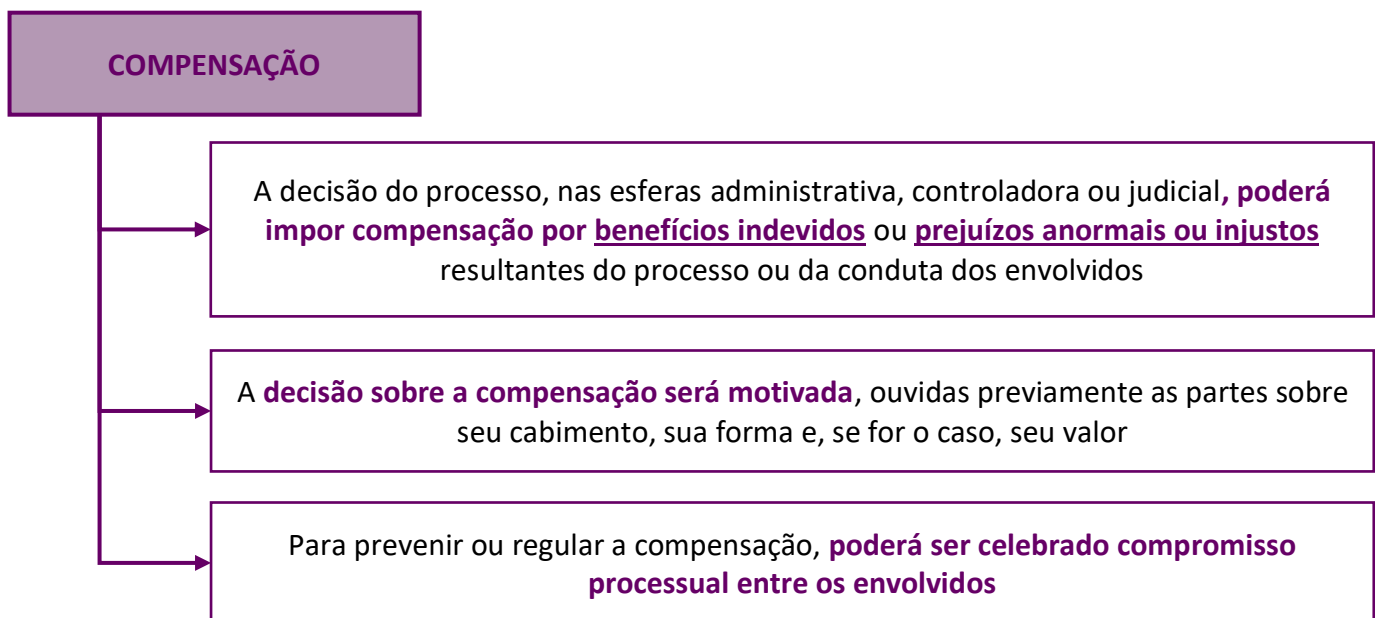 COMPENSAÇÃO
A decisão do processo, nas esferas administrativa, controladora ou judicial, poderá
impor compensação por benefícios indevidos ou prejuízos anormais ou injustos
resultantes do processo ou da conduta dos envolvidos
A decisão sobre a compensação será motivada, ouvidas previamente as partes sobre
seu cabimento, sua forma e, se for o caso, seu valor
Para prevenir ou regular a compensação, poderá ser celebrado compromisso
processual entre os envolvidos